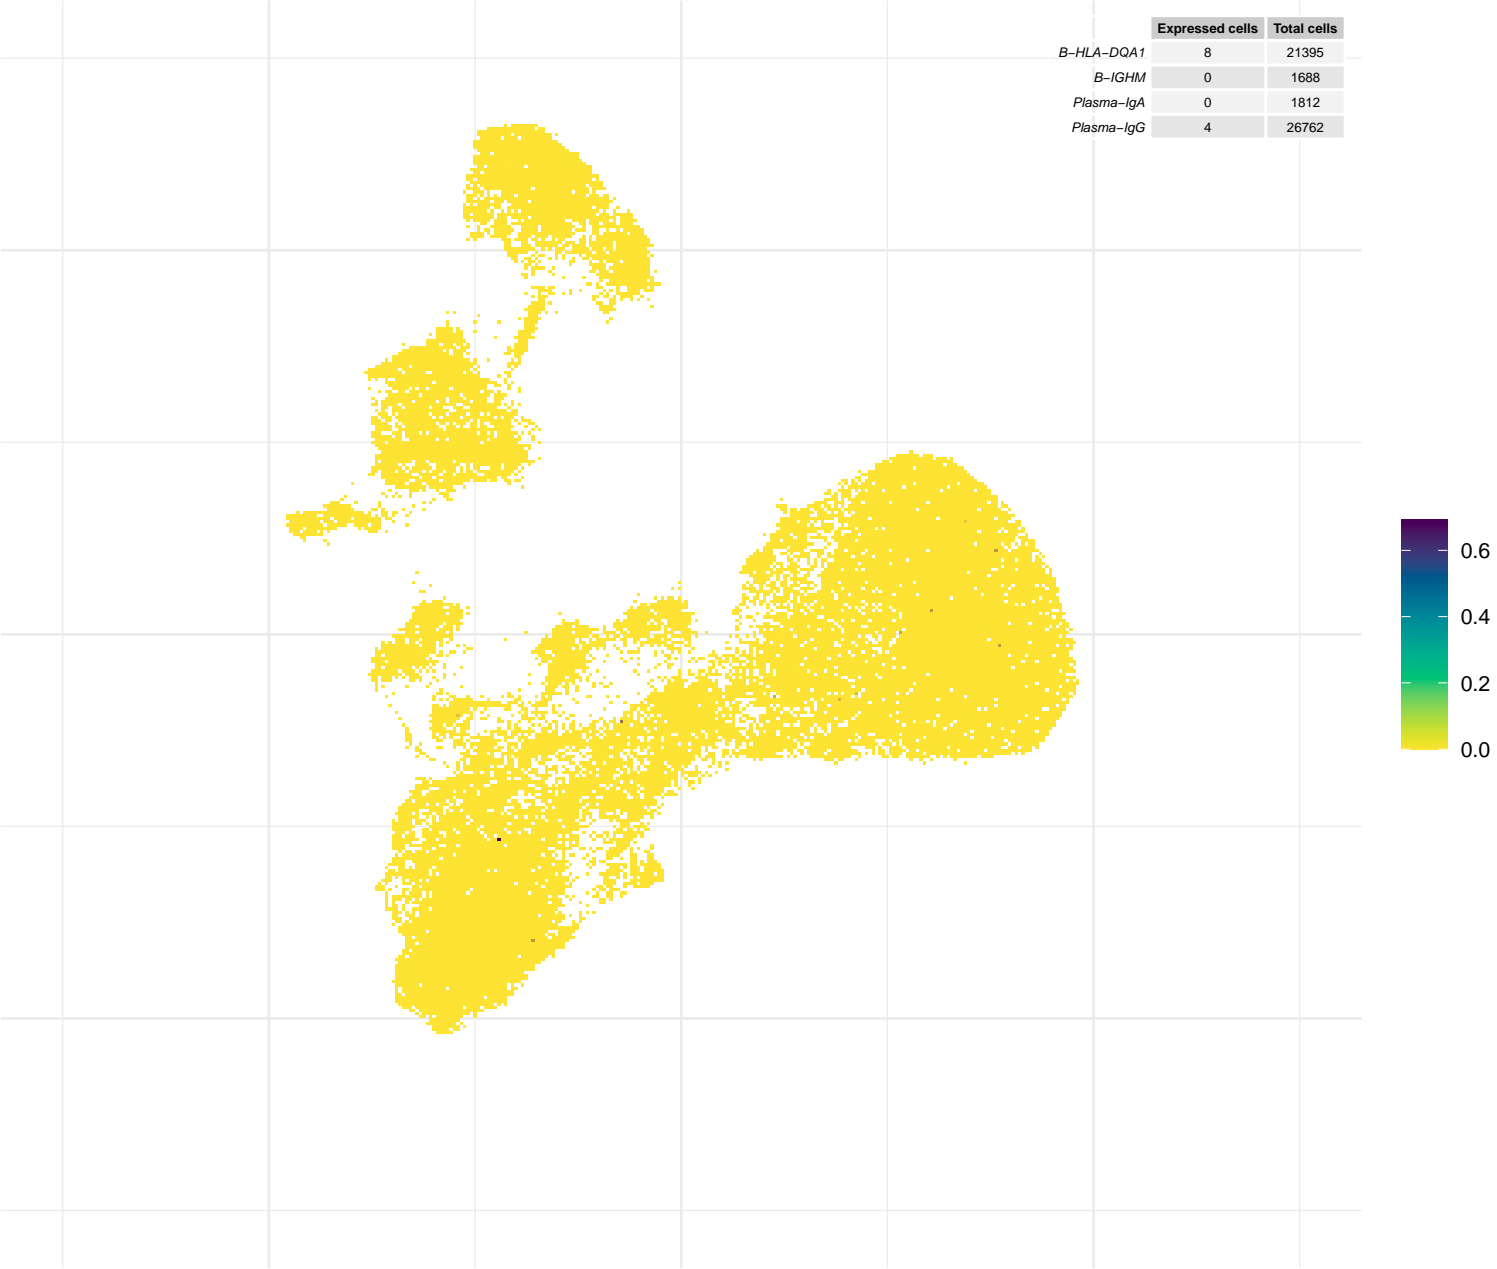 Expressed cells Total cells
B−HLA−DQA1 8 21395
B−IGHM 0 1688
Plasma−IgA 0 1812
Plasma−IgG 4 26762
0.6
0.4
0.2
0.0